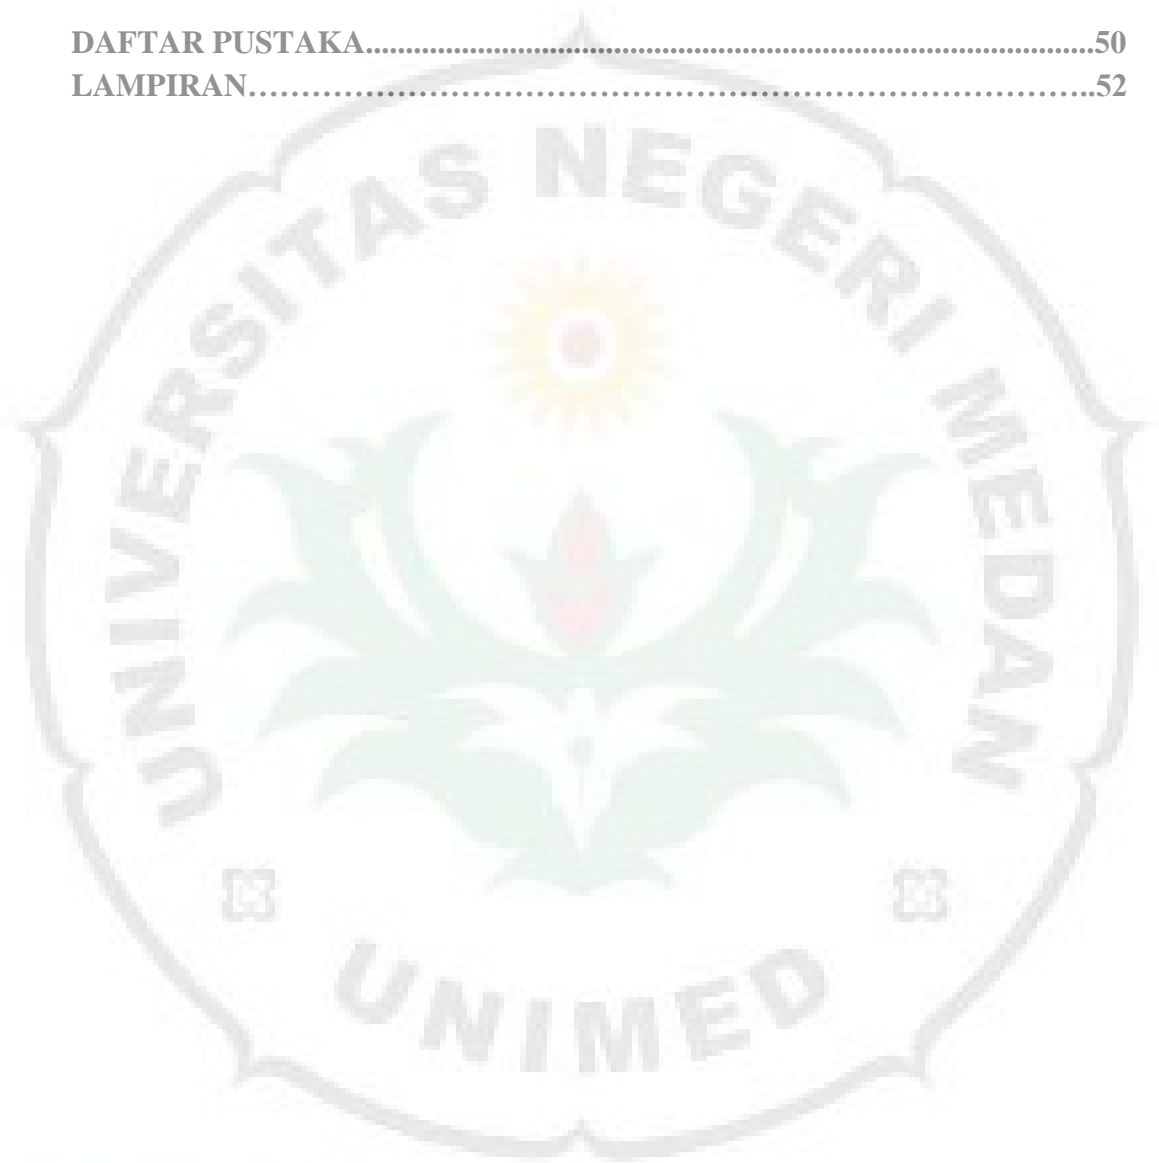 DAFTAR PUSTAKA..........................................................................................50
LAMPIRAN…………………………………………………………………..52
UNIVERSITAS NEGERI MEDAN
UNIMED